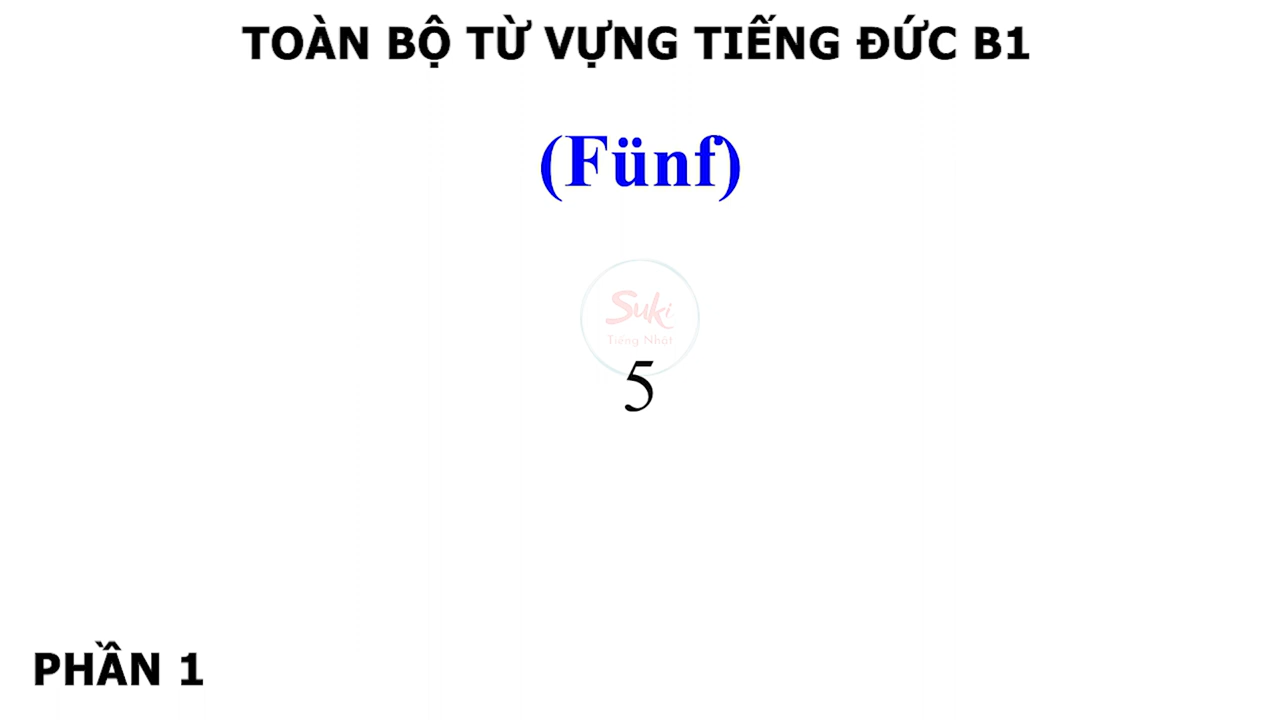 TOÀN BỘ TỪ VỰNG TIẾNG ĐỨC B1
(Fünf)
Suki
Tiếng Nhật
5
PHẦN 1